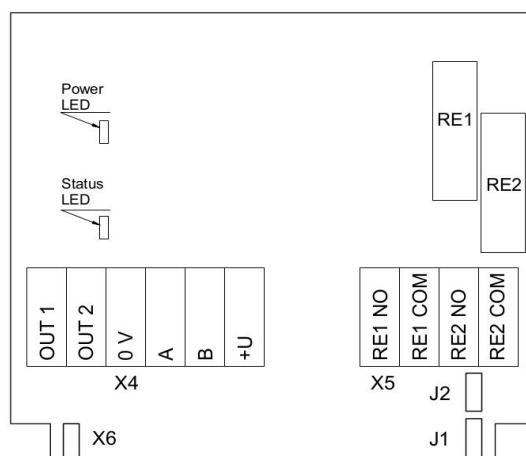 Power
LED
RE1
RE2
Status
LED
OUT 1
OUT 2
0 V
A
B
+U
RE1 NO
RE1 COM
RE2 NO
RE2 COM
X4
X5
J2
X6
J1